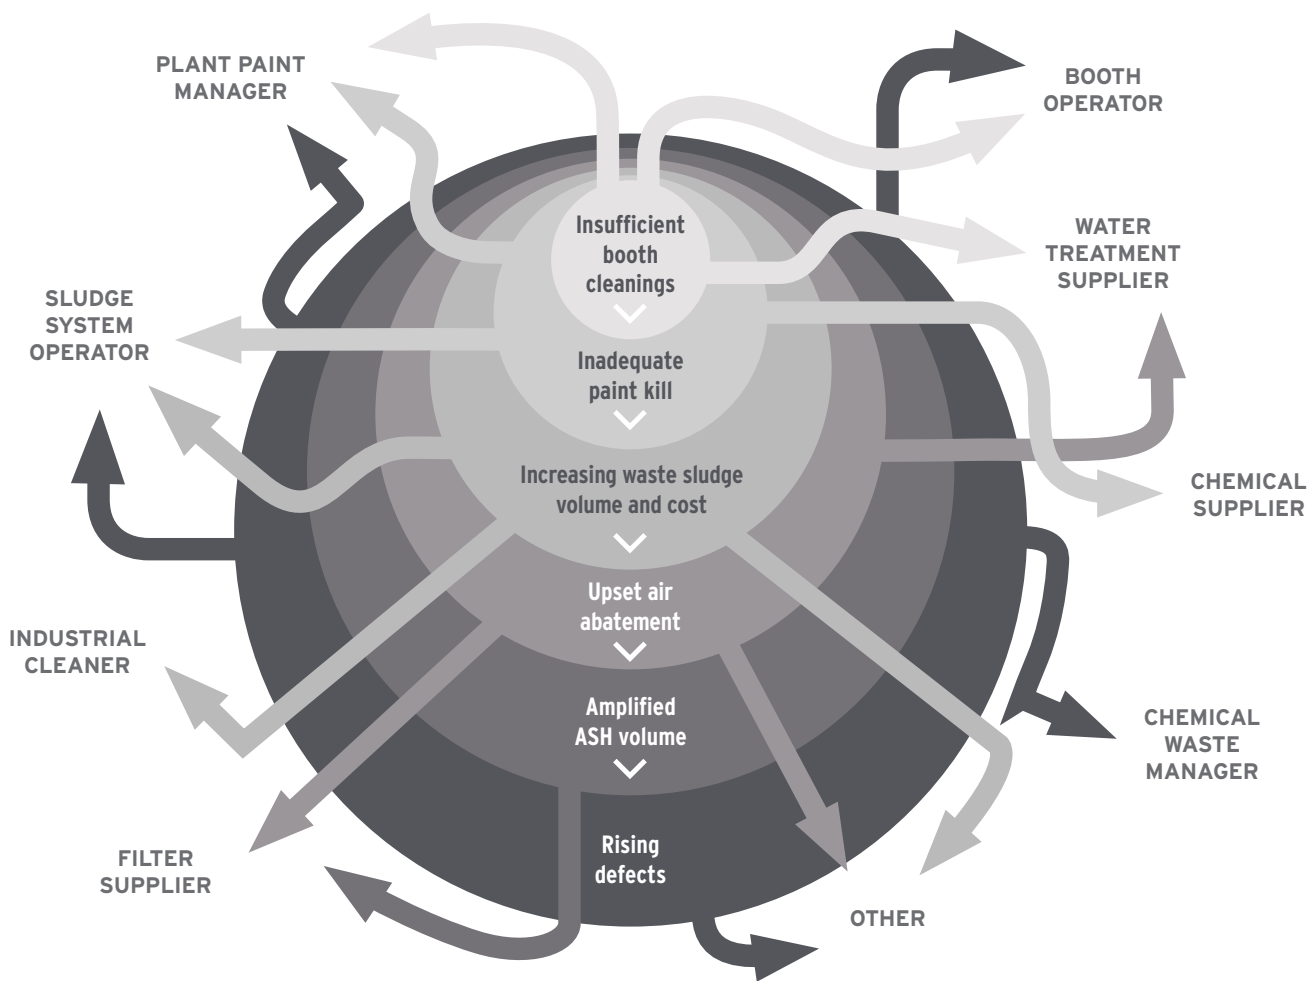 PLANT PAINT
MANAGER
BOOTH
OPERATOR
Insufficient
booth
cleanings
WATER
TREATMENT
SUPPLIER
SLUDGE
SYSTEM
OPERATOR
Inadequate
paint kill
Increasing waste sludge
volume and cost
CHEMICAL
SUPPLIER
Upset air
abatement
INDUSTRIAL
CLEANER
Amplified
ASH volume
CHEMICAL
WASTE
MANAGER
Rising
defects
FILTER
SUPPLIER
OTHER